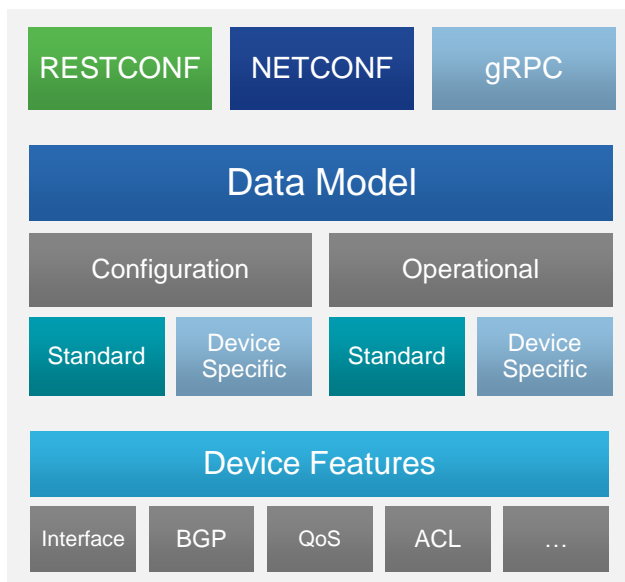 RESTCONF
NETCONF
gRPC
Data Model
Configuration
Operational
Standard
Device
Specific
Standard
Device
Specific
Device Features
Interface
BGP
QoS
ACL
…